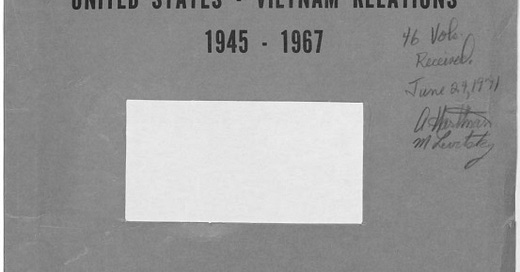 UNITED STATES - VIETNAM RELATIONS
1945 - 1967
46 Vols.
Received
June 29, 1971